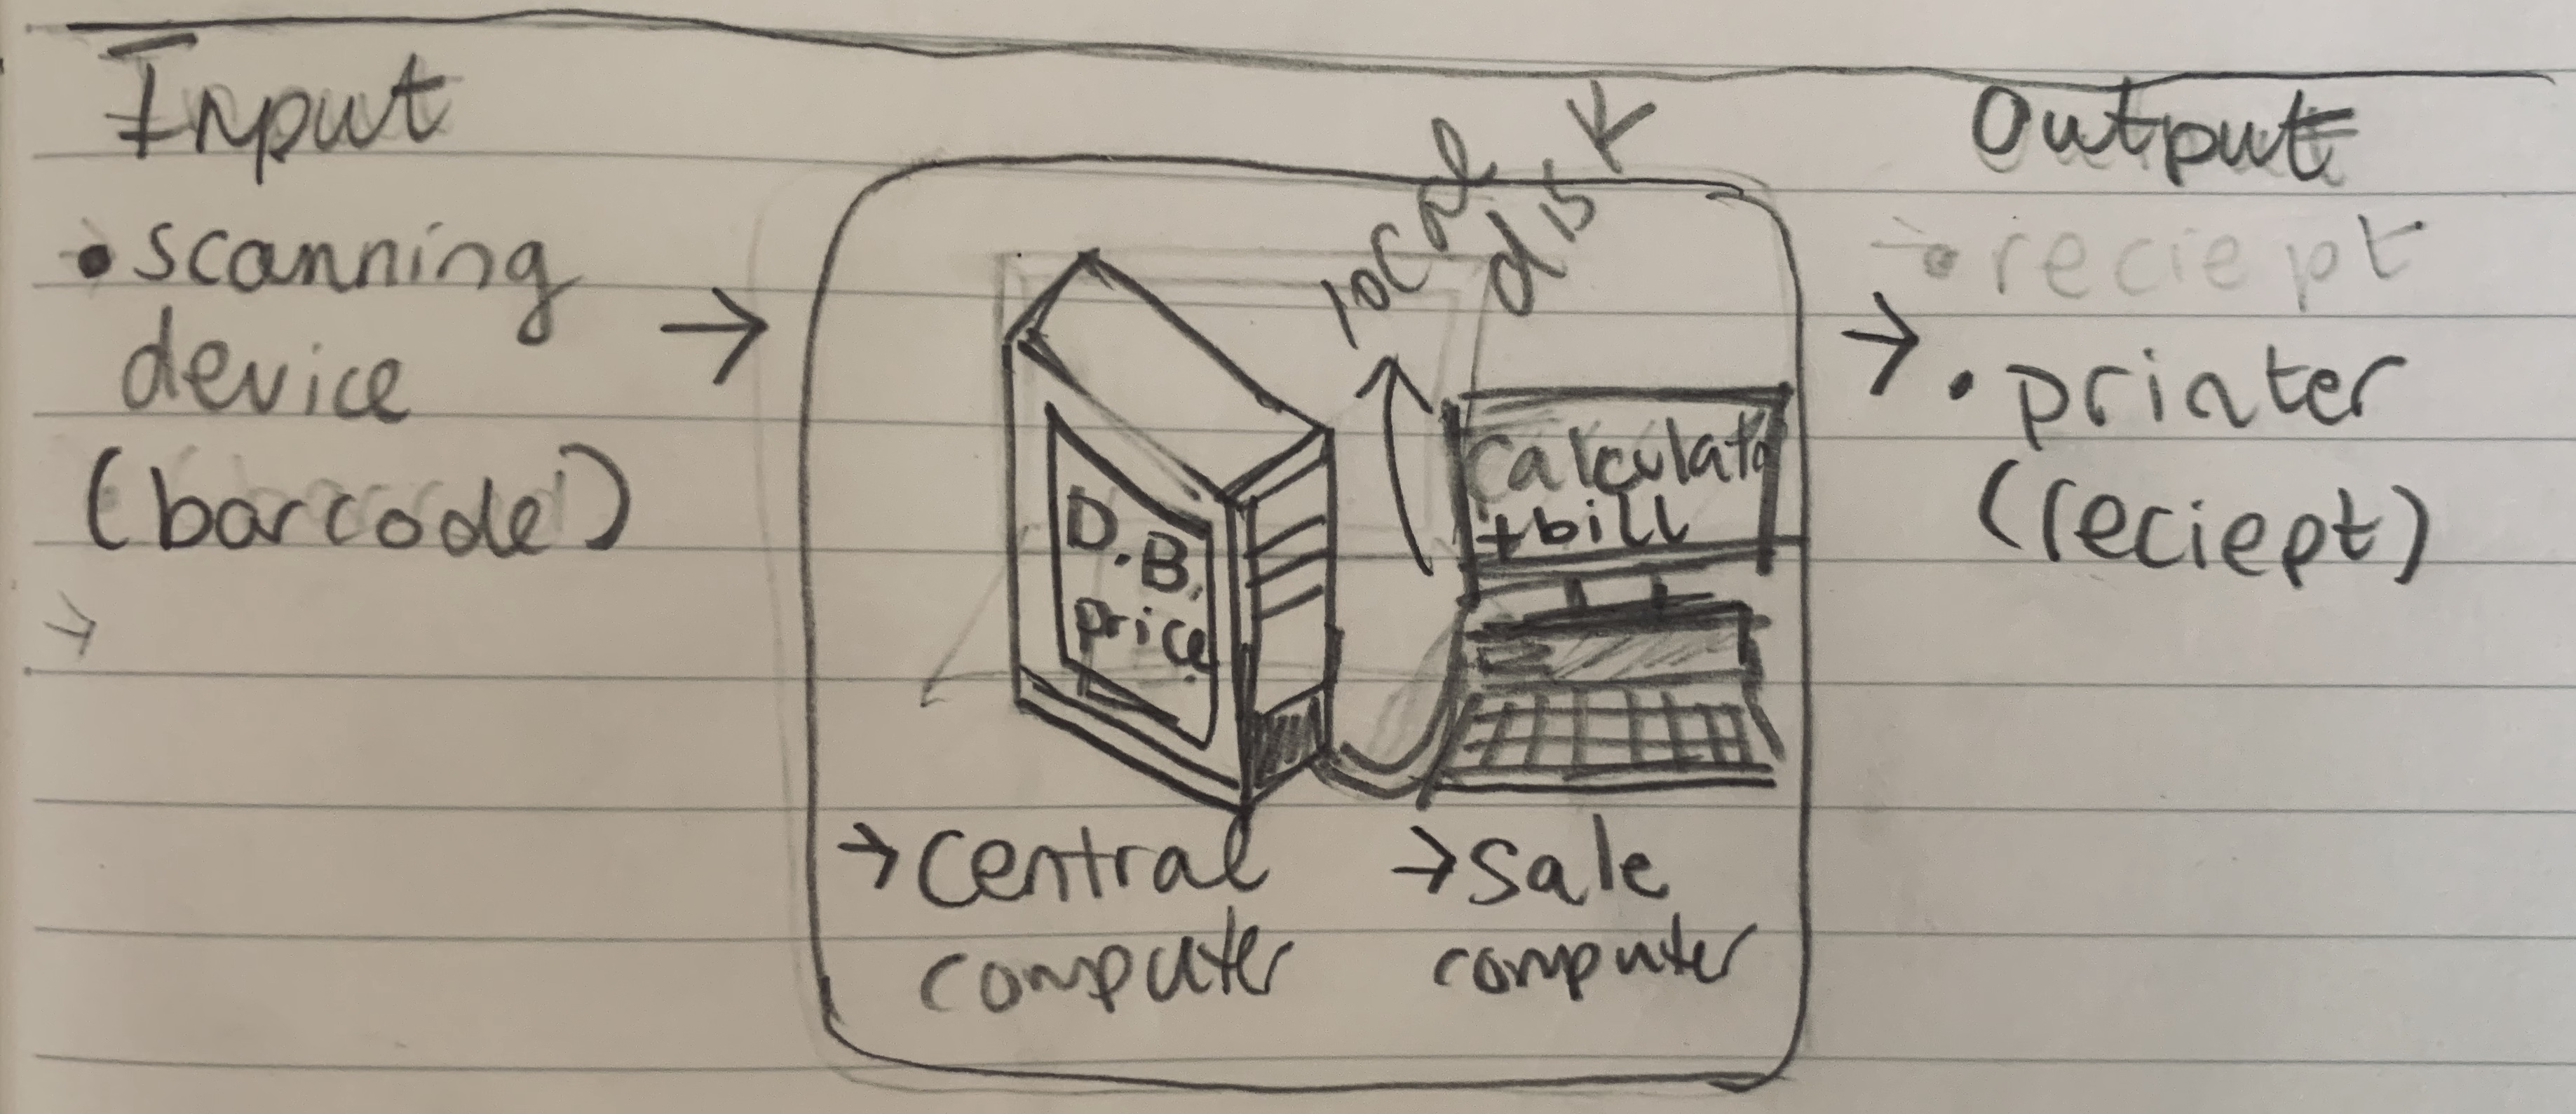 Input
• scanning
device
(barcode)
→
→
local
disk
D.B.
price
calculate
+ bill
→ central
computer
→ sale
computer
Output
→
• reciept
• printer
(reciept)